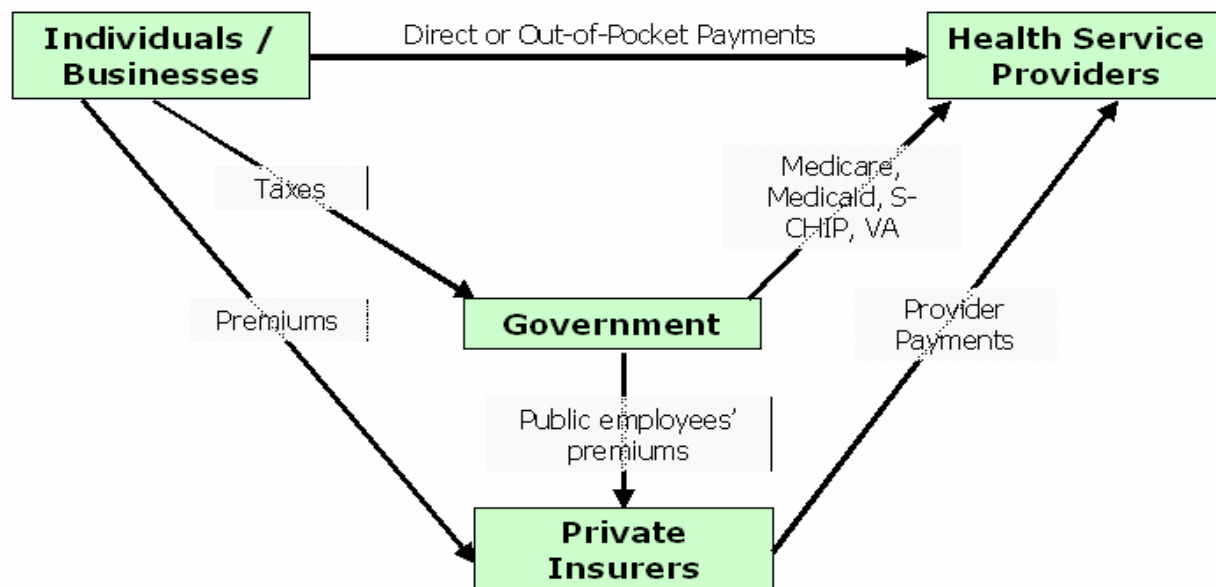 Individuals /
Businesses
Direct or Out-of-Pocket Payments
Health Service
Providers
Taxes
Medicare,
Medicaid, S-
CHIP, VA
Premiums
Government
Provider
Payments
Public employees’
premiums
Private
Insurers